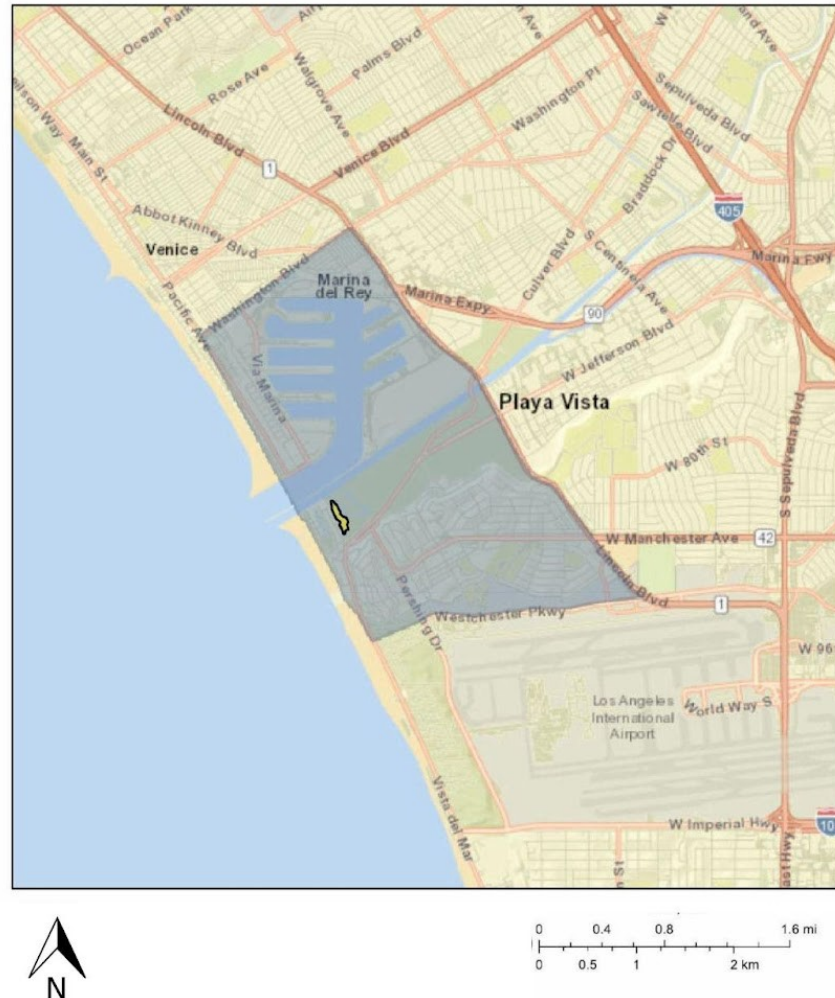 Ocean Park
Rose Ave
Palms Blvd
Walgrove Ave
Washington Pl
Sepulveda Blvd
Sawtelle Blvd
Braddock Dr
Main St
Lincoln Blvd
1
Venice Blvd
405
Abbot Kinney Blvd
Venice
Washington Blvd
Marina
del Rey
Culver Blvd
S Centinela Ave
Marina Fwy
Pacific Ave
Marina Expy
90
Via Marina
W Jefferson Blvd
Playa Vista
W 80th St
S Sepulveda Blvd
W Manchester Ave
42
Lincoln Blvd
Pershing Dr
Westchester Pkwy
1
W 96th
Los Angeles
International
Airport
World Way S
Vista del Mar
W Imperial Hwy
N
0 0.4 0.8 1.6 mi
0 0.5 1 2 km